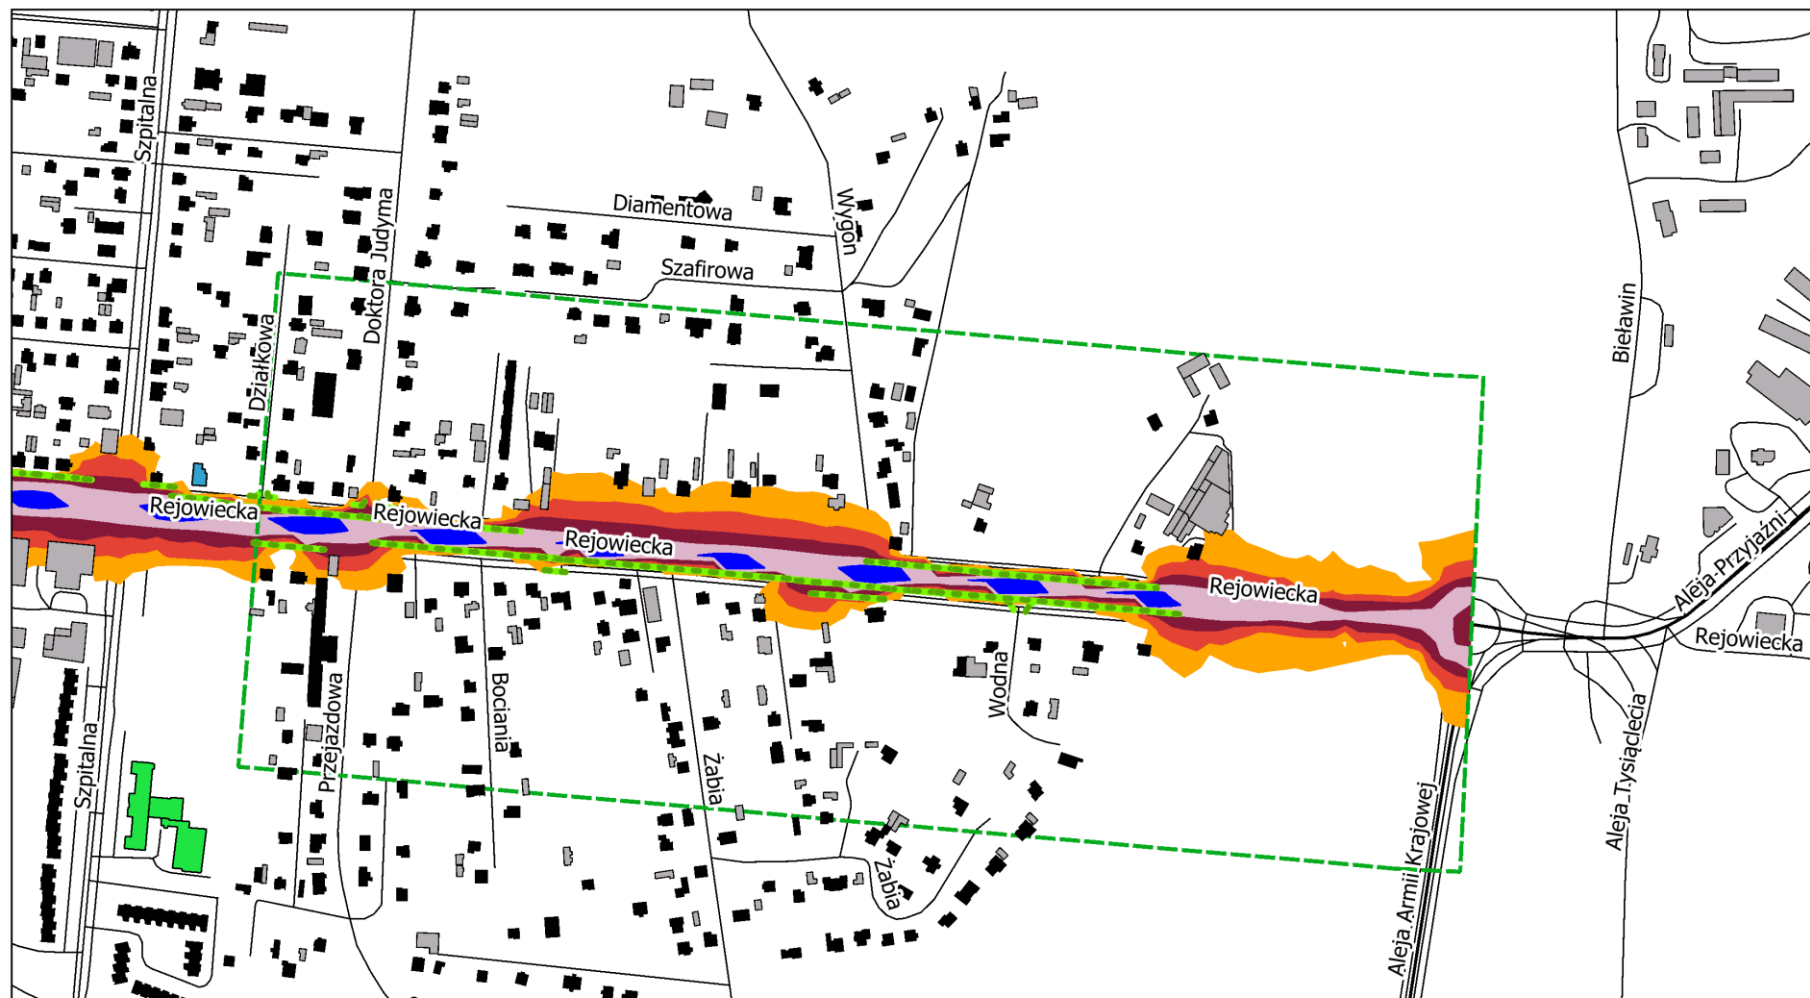 Szpitalna
Doktora Judyma
Diamentowa
Wygon
Szafirowa
Działkowa
Bieławin
Rejowiecka
Rejowiecka
Rejowiecka
Rejowiecka
Aleja Przyjaźni
Rejowiecka
Wodna
Bociania
Przejazdowa
Szpitalna
Żabia
Aleja Tysiąclecia
Aleja Armii Krajowej
Żabia